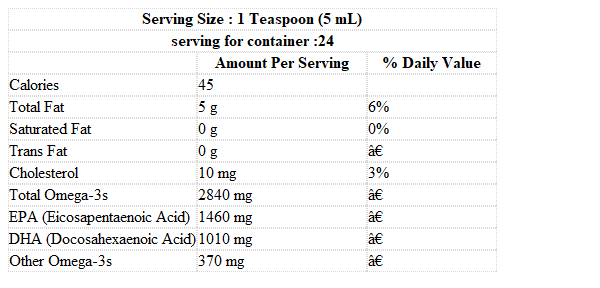 Serving Size : 1 Teaspoon (5 mL)
serving for container :24
Amount Per Serving % Daily Value
Calories 45
Total Fat 5 g 6%
Saturated Fat 0 g 0%
Trans Fat 0 g â€
Cholesterol 10 mg 3%
Total Omega-3s 2840 mg â€
EPA (Eicosapentaenoic Acid) 1460 mg â€
DHA (Docosahexaenoic Acid) 1010 mg â€
Other Omega-3s 370 mg â€